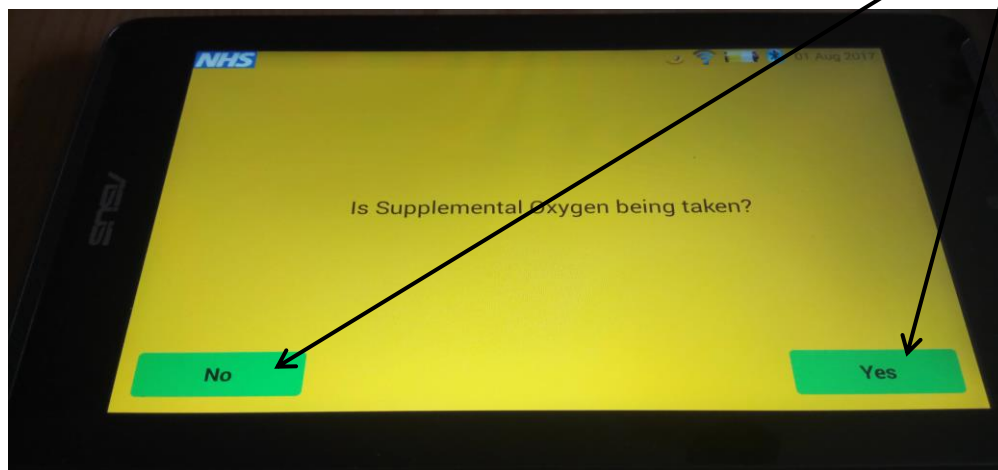 NHS
01 Aug 2017
ASUS
Is Supplemental Oxygen being taken?
No
Yes